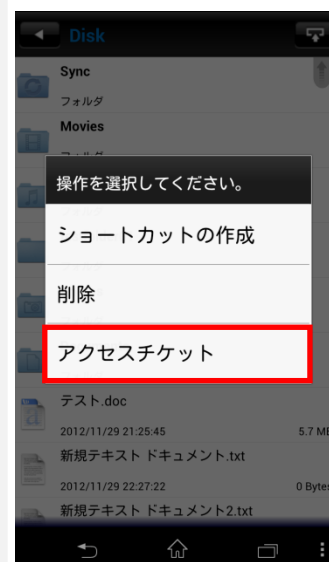 Disk
Sync
フォルダ
Movies
操作を選択してください。
ショートカットの作成
削除
アクセスチケット
テスト.doc
2012/11/29 21:25:45 5.7 MB
新規テキスト ドキュメント.txt
2012/11/29 22:27:22 0 Bytes
新規テキスト ドキュメント2.txt